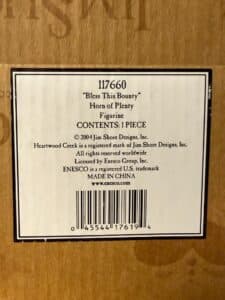 117660
"Bless This Bounty"
Horn of Plenty
Figurine
CONTENTS: 1 PIECE
© 2004 Jim Shore Designs, Inc.
Heartwood Creek is a registered mark of Jim Shore Designs, Inc.
All rights reserved worldwide
Licensed by Enesco Group, Inc.
ENESCO is a registered U.S. trademark
MADE IN CHINA
www.enesco.com
0 45544 17619 4